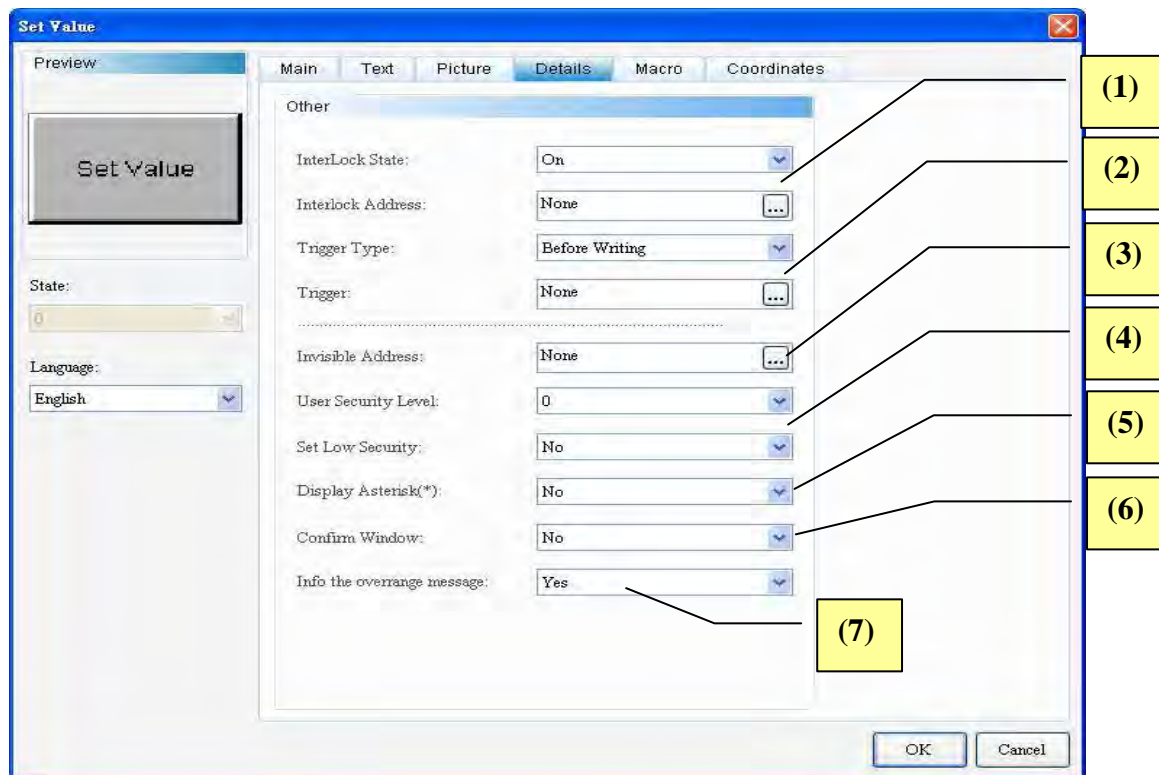 Set Value
Preview
Set Value
State:
0
Language:
English
Main Text Picture Details Macro Coordinates
Other
InterLock State: On
Interlock Address: None ...
Trigger Type: Before Writing
Trigger: None ...
Invisible Address: None ...
User Security Level: 0
Set Low Security: No
Display Asterisk(*): No
Confirm Window: No
Info the overrange message: Yes
OK Cancel
(1)
(2)
(3)
(4)
(5)
(6)
(7)